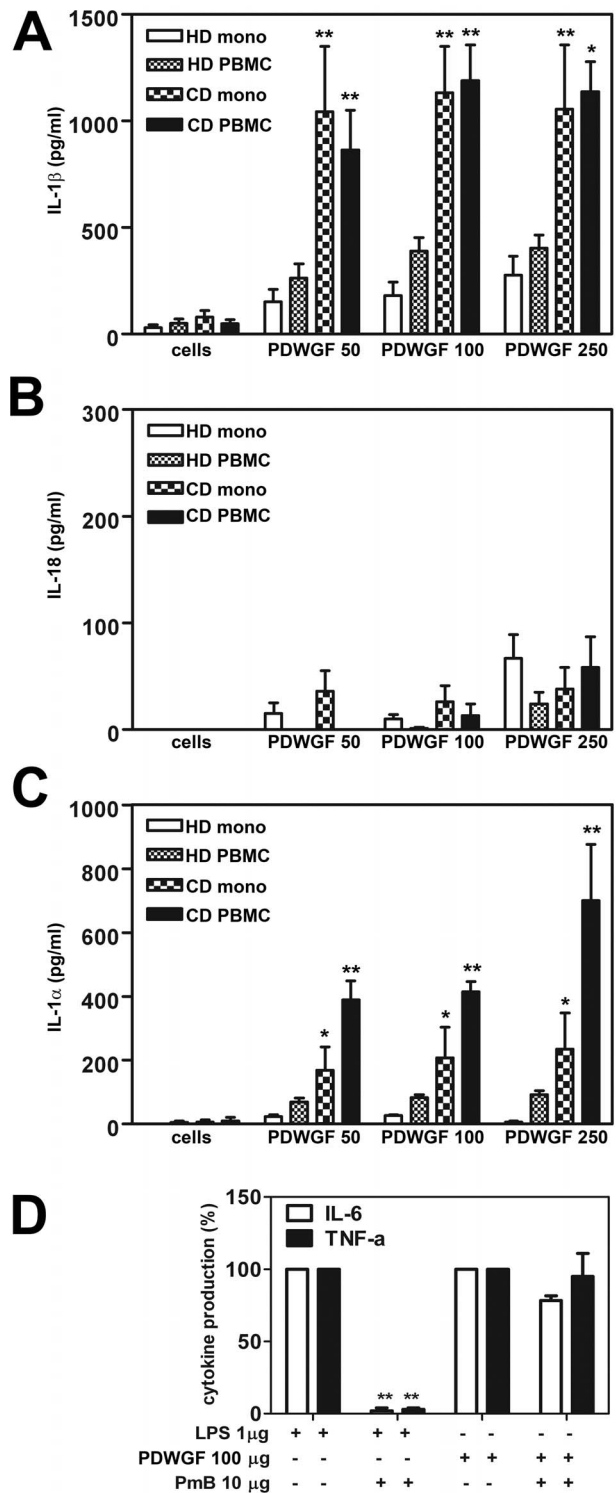 A
1500
1000
500
0
IL-1β (pg/ml)
HD mono
HD PBMC
CD mono
CD PBMC
** ** ** ** ** ** *
cells PDWGF 50 PDWGF 100 PDWGF 250
B
300
200
100
0
IL-18 (pg/ml)
HD mono
HD PBMC
CD mono
CD PBMC
cells PDWGF 50 PDWGF 100 PDWGF 250
C
1000
800
600
400
200
0
IL-1α (pg/ml)
HD mono
HD PBMC
CD mono
CD PBMC
* ** * ** * **
cells PDWGF 50 PDWGF 100 PDWGF 250
D
150
100
50
0
cytokine production (%)
IL-6
TNF-a
** **
LPS 1μg + + + + - - - -
PDWGF 100 μg - - - - + + + +
PmB 10 μg - - + + - - + +